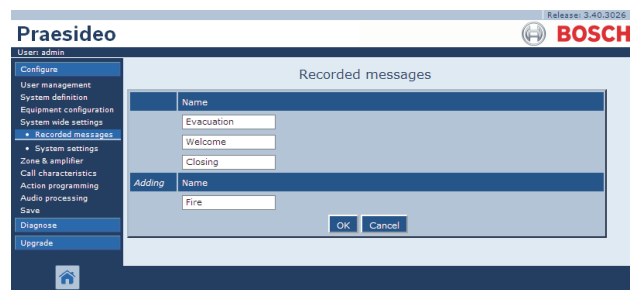 Release: 3.40.3026
Praesideo
BOSCH
User: admin
Configure
User management
System definition
Equipment configuration
System wide settings
• Recorded messages
• System settings
Zone & amplifier
Call characteristics
Action programming
Audio processing
Save
Diagnose
Upgrade
Recorded messages
Name
Evacuation
Welcome
Closing
Adding Name
Fire
OK Cancel